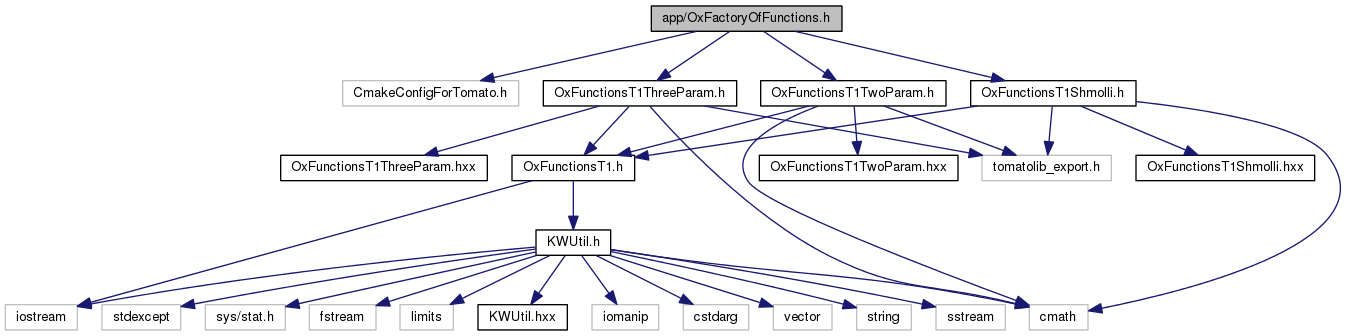 app/OxFactoryOfFunctions.h
CmakeConfigForTomato.h
OxFunctionsT1ThreeParam.h
OxFunctionsT1TwoParam.h
OxFunctionsT1Shmolli.h
OxFunctionsT1ThreeParam.hxx
OxFunctionsT1.h
OxFunctionsT1TwoParam.hxx
tomatolib_export.h
OxFunctionsT1Shmolli.hxx
KWUtil.h
iostream
stdexcept
sys/stat.h
fstream
limits
KWUtil.hxx
iomanip
cstdarg
vector
string
sstream
cmath